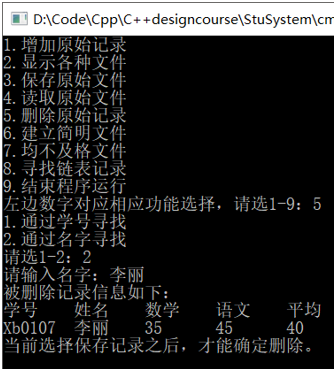 D:\Code\Cpp\C++designcourse\StuSystem\cm
1.增加原始记录
2.显示各种文件
3.保存原始文件
4.读取原始文件
5.删除原始记录
6.建立简明文件
7.均不及格文件
8.寻找链表记录
9.结束程序运行
左边数字对应相应功能选择，请选1-9：5
1.通过学号寻找
2.通过名字寻找
请选1-2：2
请输入名字：李丽
被删除记录信息如下：
学号 姓名 数学 语文 平均
Xb0107 李丽 35 45 40
当前选择保存记录之后，才能确定删除。